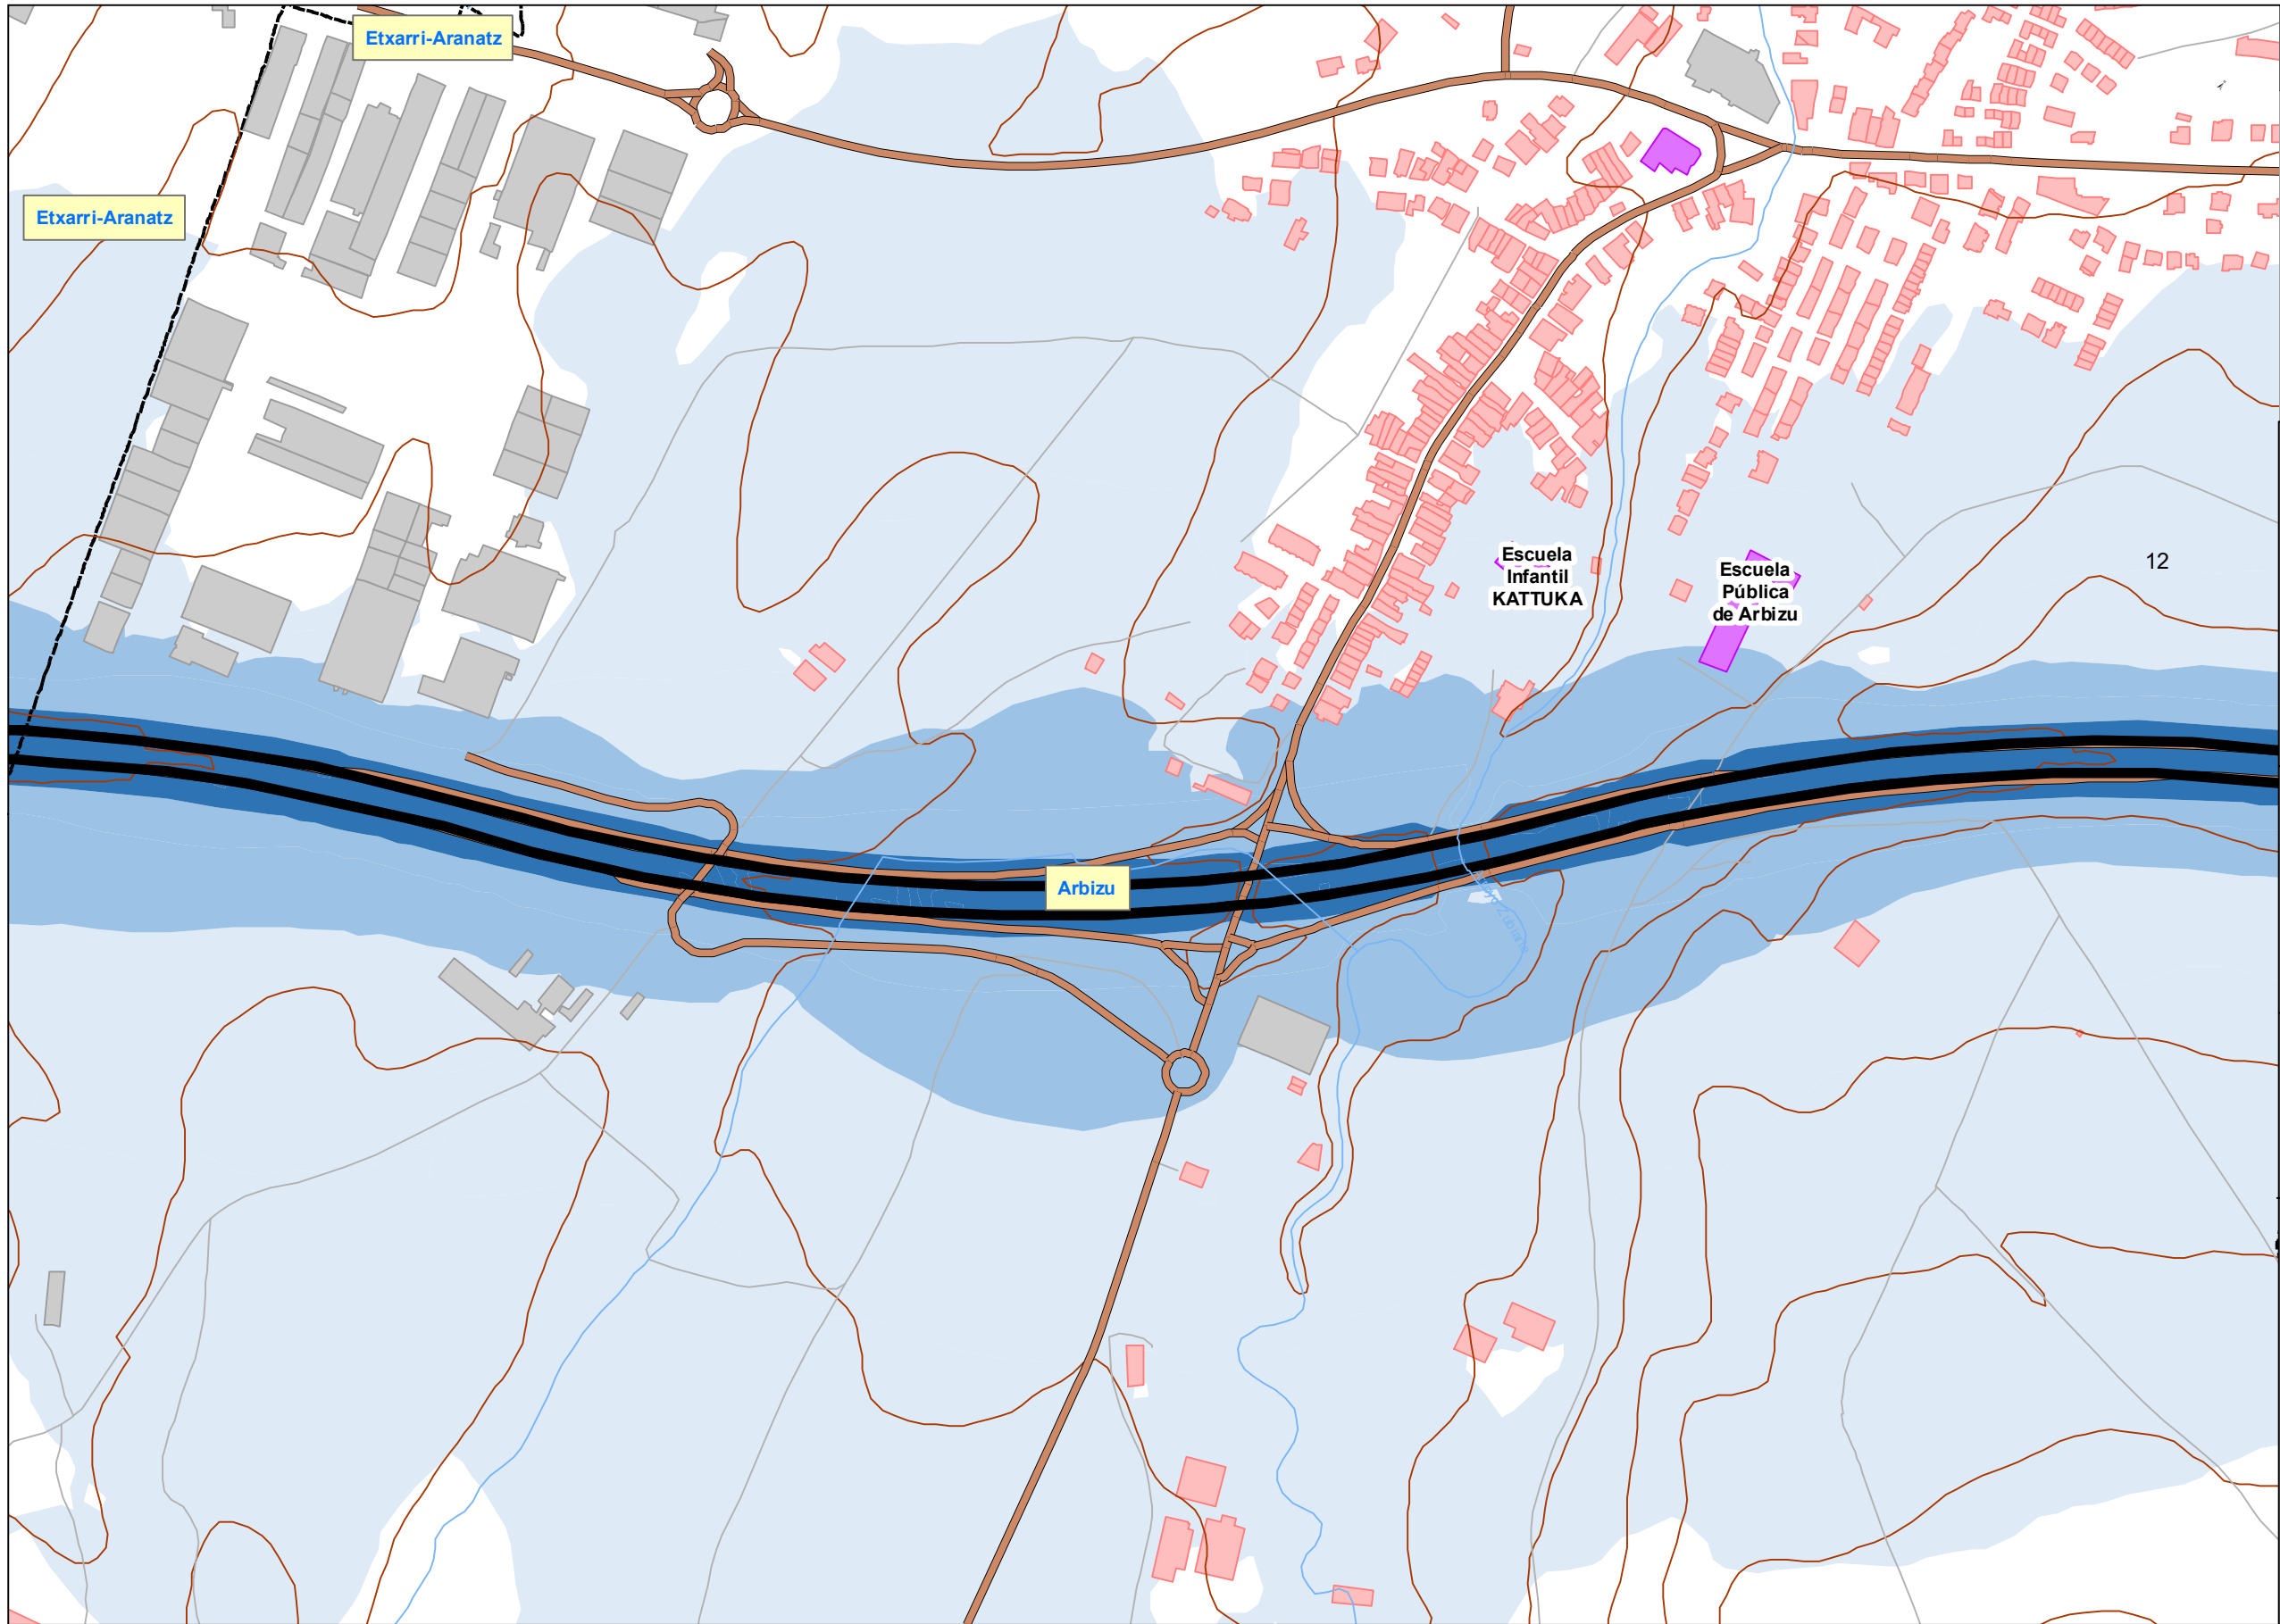 Etxarri-Aranatz
Etxarri-Aranatz
Escuela
Infantil
KATTUKA
Escuela
Pública
de Arbizu
12
Arbizu